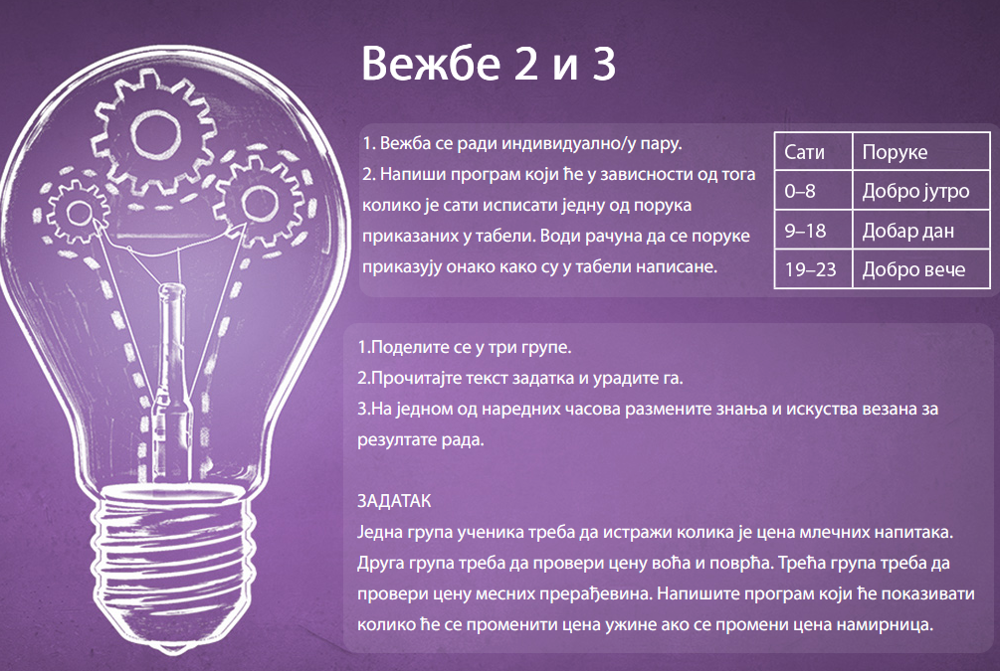 Вежбе 2 и 3
1. Вежба се ради индивидуално/у пару.
2. Напиши програм који ће у зависности од тога
колико је сати исписати једну од порука
приказаних у табели. Води рачуна да се поруке
приказују онако како су у табели написане.
Сати Поруке
0–8 Добро јутро
9–18 Добар дан
19–23 Добро вече
1.Поделите се у три групе.
2.Прочитајте текст задатка и урадите га.
3.На једном од наредних часова размените знања и искуства везана за
резултате рада.
ЗАДАТАК
Једна група ученика треба да истражи колика је цена млечних напитака.
Друга група треба да провери цену воћа и поврћа. Трећа група треба да
провери цену месних прерађевина. Напишите програм који ће показивати
колико ће се променити цена ужине ако се промени цена намирница.